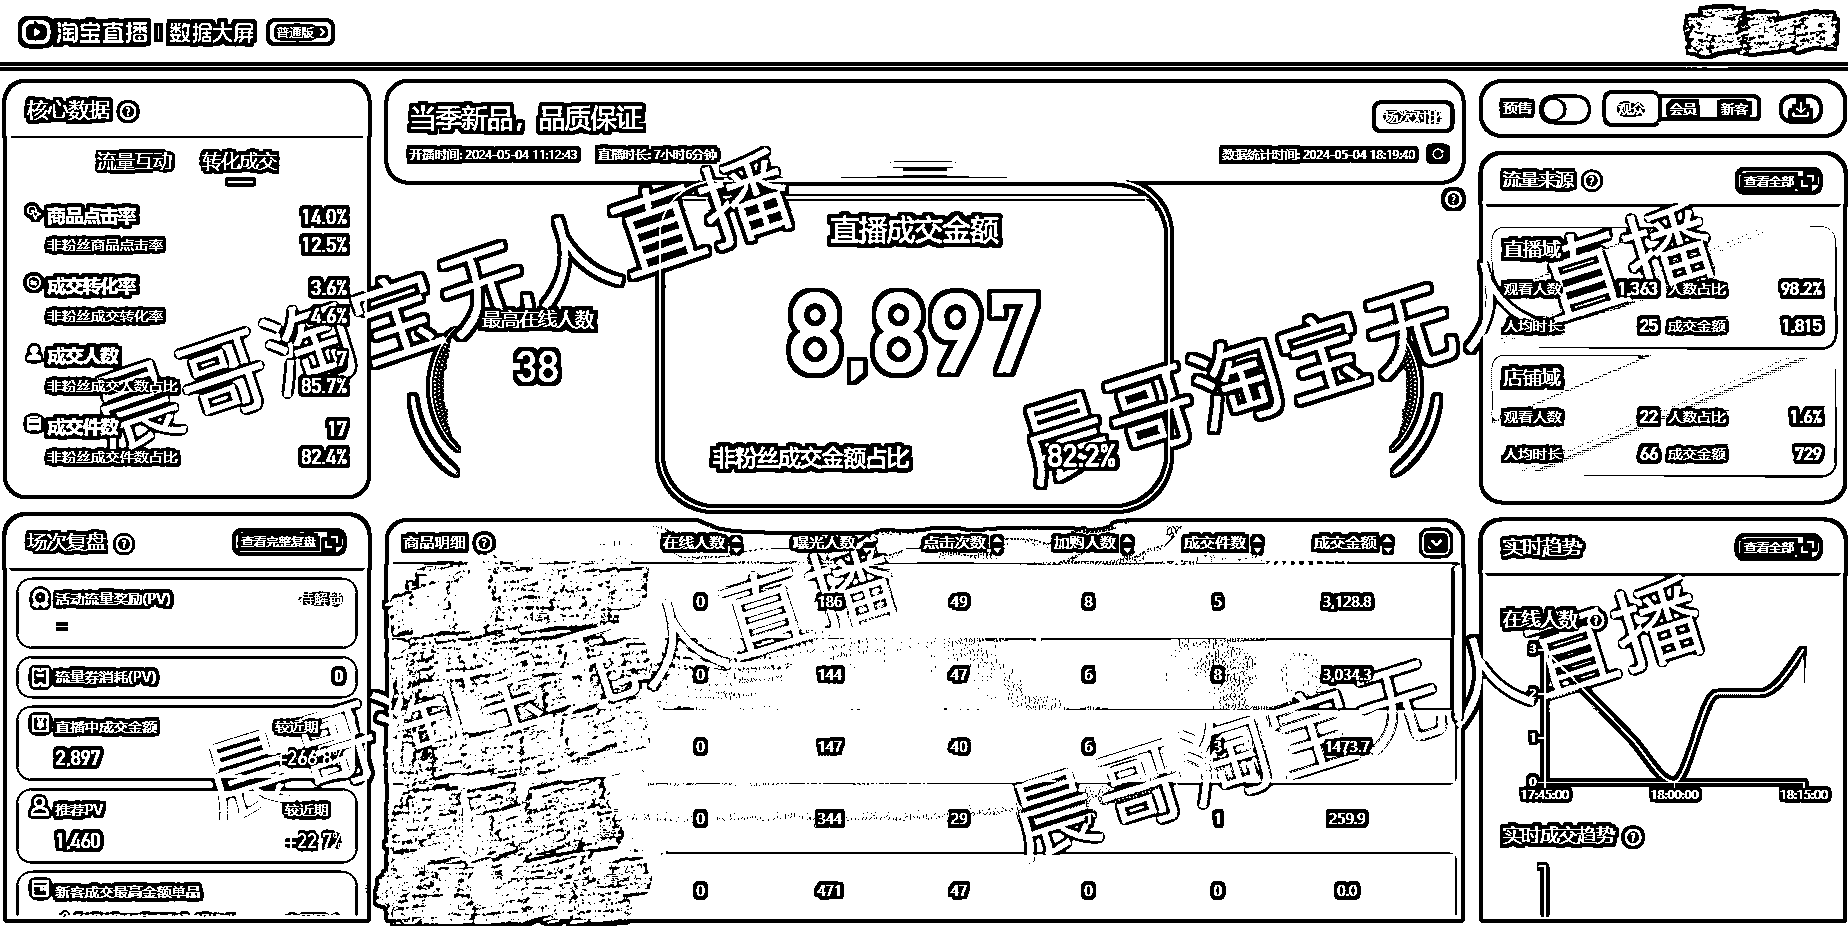 淘宝直播 | 数据大屏 普通版 >
核心数据
流量互动 转化成交
商品点击率 14.0%
非粉丝商品点击率 12.5%
成交转化率 3.6%
非粉丝成交转化率 4.6%
成交人数
非粉丝成交人数占比 85.7%
成交件数 17
非粉丝成交件数占比 82.4%
当季新品，品质保证
场次对比
开播时间: 2024-05-04 11:12:43 直播时长: 7小时6分钟
数据统计时间: 2024-05-04 18:19:40
直播成交金额
8,897
最高在线人数
38
非粉丝成交金额占比 82.2%
预售 观众 会员 新客
流量来源 查看全部
直播域
观看人数 1,363 人数占比 98.2%
人均时长 25 成交金额 1,815
店铺域
观看人数 22 人数占比 1.6%
人均时长 66 成交金额 729
场次复盘 查看完整复盘
活动流量奖励(PV) 待解锁
流量券消耗(PV) 0
直播中成交金额 较近期
2,897
推荐PV 较近期
1,460 +22.7%
新客成交最高金额单品
商品明细 在线人数 曝光人数 点击次数 加购人数 成交件数 成交金额
0 186 49 8 5 3,128.8
0 144 47 6 8 3,034.3
0 147 40 6 3 1473.7
0 344 29 1 259.9
0 471 47 0 0 0.0
实时趋势 查看全部
在线人数
3
2
1
0
17:45:00 18:00:00 18:15:00
实时成交趋势
晨哥淘宝无人直播
晨哥淘宝无人直播
晨哥淘宝无人直播
晨哥淘宝无人直播